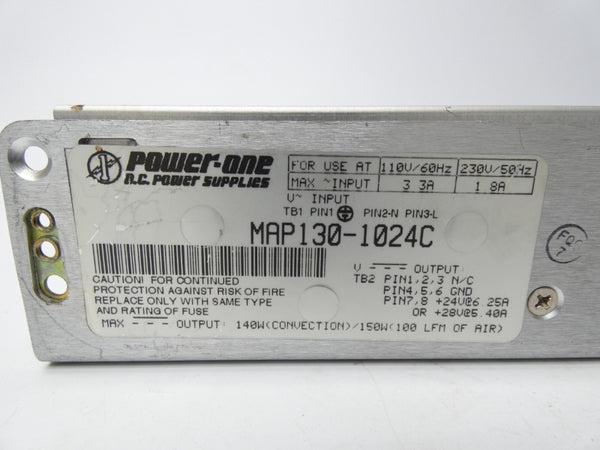 POWER-ONE
D.C. POWER SUPPLIES
FOR USE AT 110V/60Hz 230V/50Hz
MAX ~INPUT 3 3A 1 8A
V~ INPUT
TB1 PIN1 PIN2-N PIN3-L
MAP130-1024C
CAUTION! FOR CONTINUED
PROTECTION AGAINST RISK OF FIRE
REPLACE ONLY WITH SAME TYPE
AND RATING OF FUSE
V --- OUTPUT:
TB2 PIN1,2,3 N/C
PIN4,5,6 GND
PIN7,8 +24V@6 25A
OR +28V@5.40A
MAX --- OUTPUT: 140W(CONVECTION)/150W(100 LFM OF AIR)